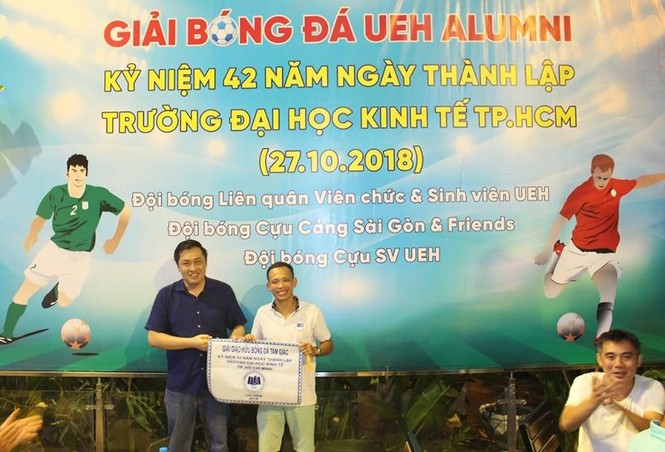 GIẢI BÓNG ĐÁ UEH ALUMNI
KỶ NIỆM 42 NĂM NGÀY THÀNH LẬP
TRƯỜNG ĐẠI HỌC KINH TẾ TP.HCM
(27.10.2018)
Đội bóng Liên quân Viên chức & Sinh viên UEH
Đội bóng Cựu Cảng Sài Gòn & Friends
Đội bóng Cựu SV UEH
2
GIẢI GIAO HỮU BÓNG ĐÁ TAM GIÁC
KỶ NIỆM 42 NĂM NGÀY THÀNH LẬP
TRƯỜNG ĐẠI HỌC KINH TẾ
TP. HỒ CHÍ MINH